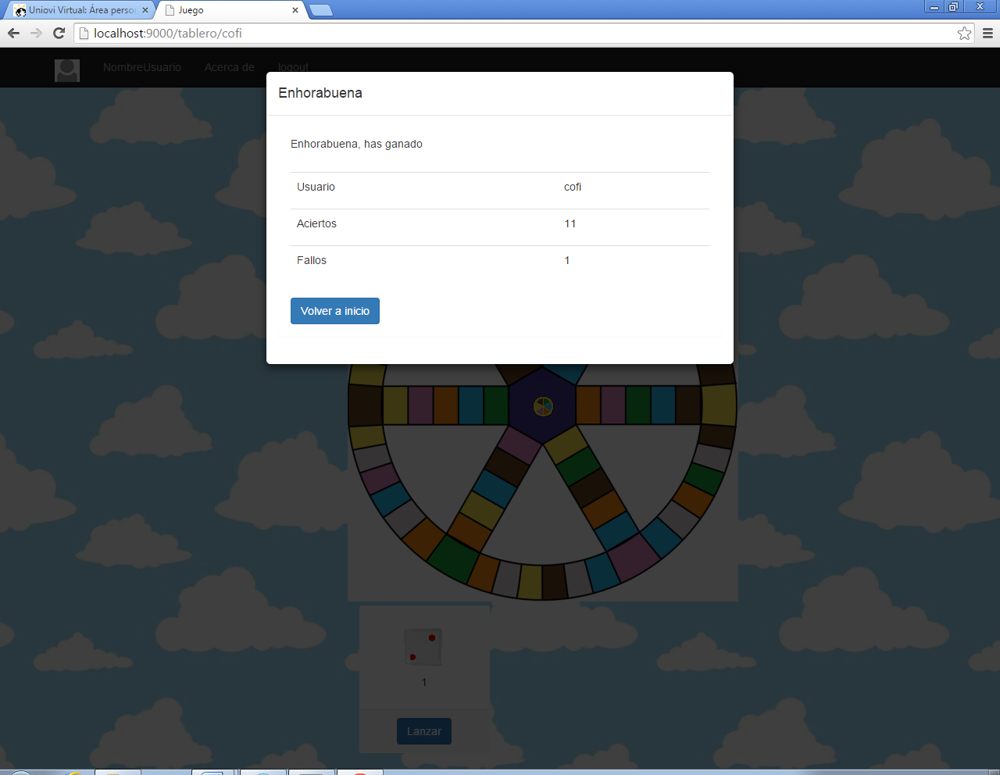 Uniovi Virtual: Área perso
Juego
localhost:9000/tablero/cofi
NombreUsuario
Acerca de
logout
Enhorabuena
Enhorabuena, has ganado
Usuario cofi
Aciertos 11
Fallos 1
Volver a inicio
1
Lanzar